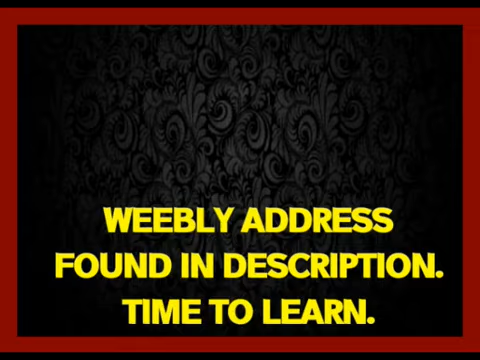 WEEBLY ADDRESS
FOUND IN DESCRIPTION.
TIME TO LEARN.